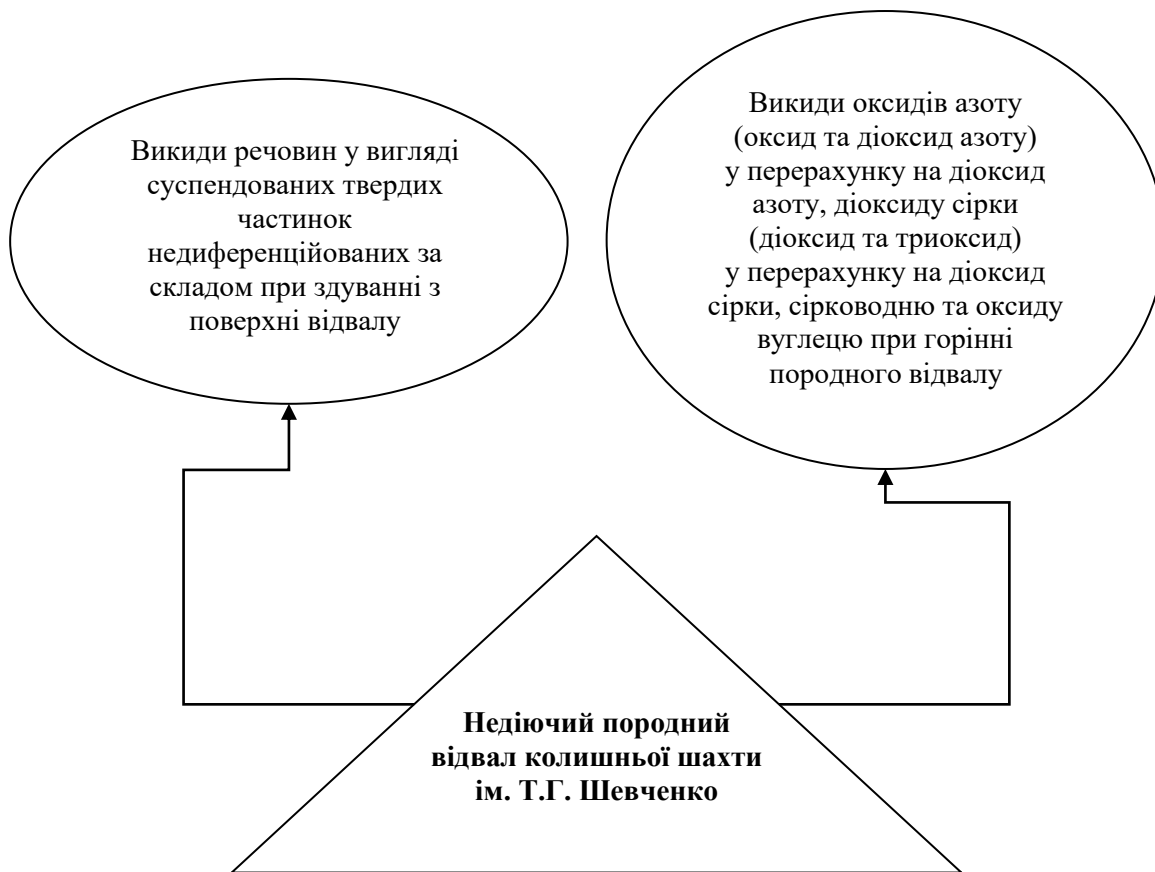 Викиди речовин у вигляді
суспендованих твердих
частинок
недиференційованих за
складом при здуванні з
поверхні відвалу
Викиди оксидів азоту
(оксид та діоксид азоту)
у перерахунку на діоксид
азоту, діоксиду сірки
(діоксид та триоксид)
у перерахунку на діоксид
сірки, сірководню та оксиду
вуглецю при горінні
породного відвалу
Недіючий породний
відвал колишньої шахти
ім. Т.Г. Шевченко